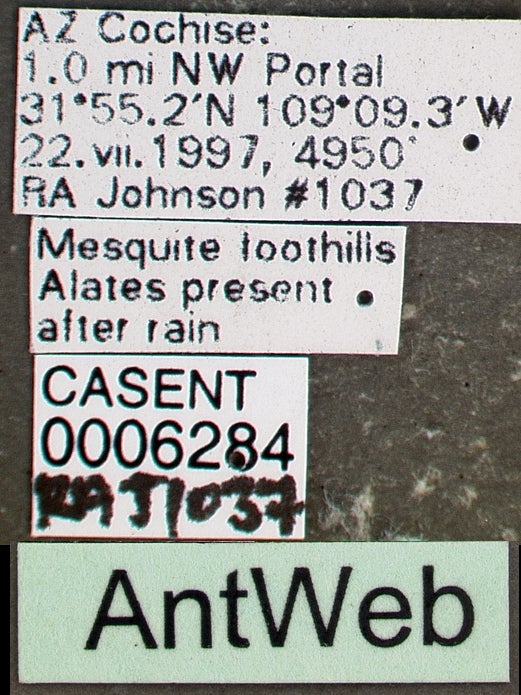 AZ Cochise:
1.0 mi NW Portal
31°55.2'N 109°09.3'W
22.vii.1997, 4950'
RA Johnson #1037
Mesquite foothills
Alates present
after rain
CASENT
0006284
RAJ1037
AntWeb